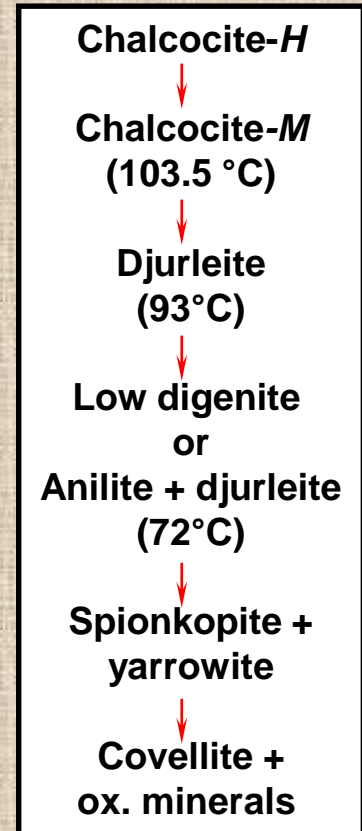 Chalcocite-H
Chalcocite-M
(103.5 °C)
Djurleite
(93°C)
Low digenite
or
Anilite + djurleite
(72°C)
Spionkopite +
yarrowite
Covellite +
ox. minerals